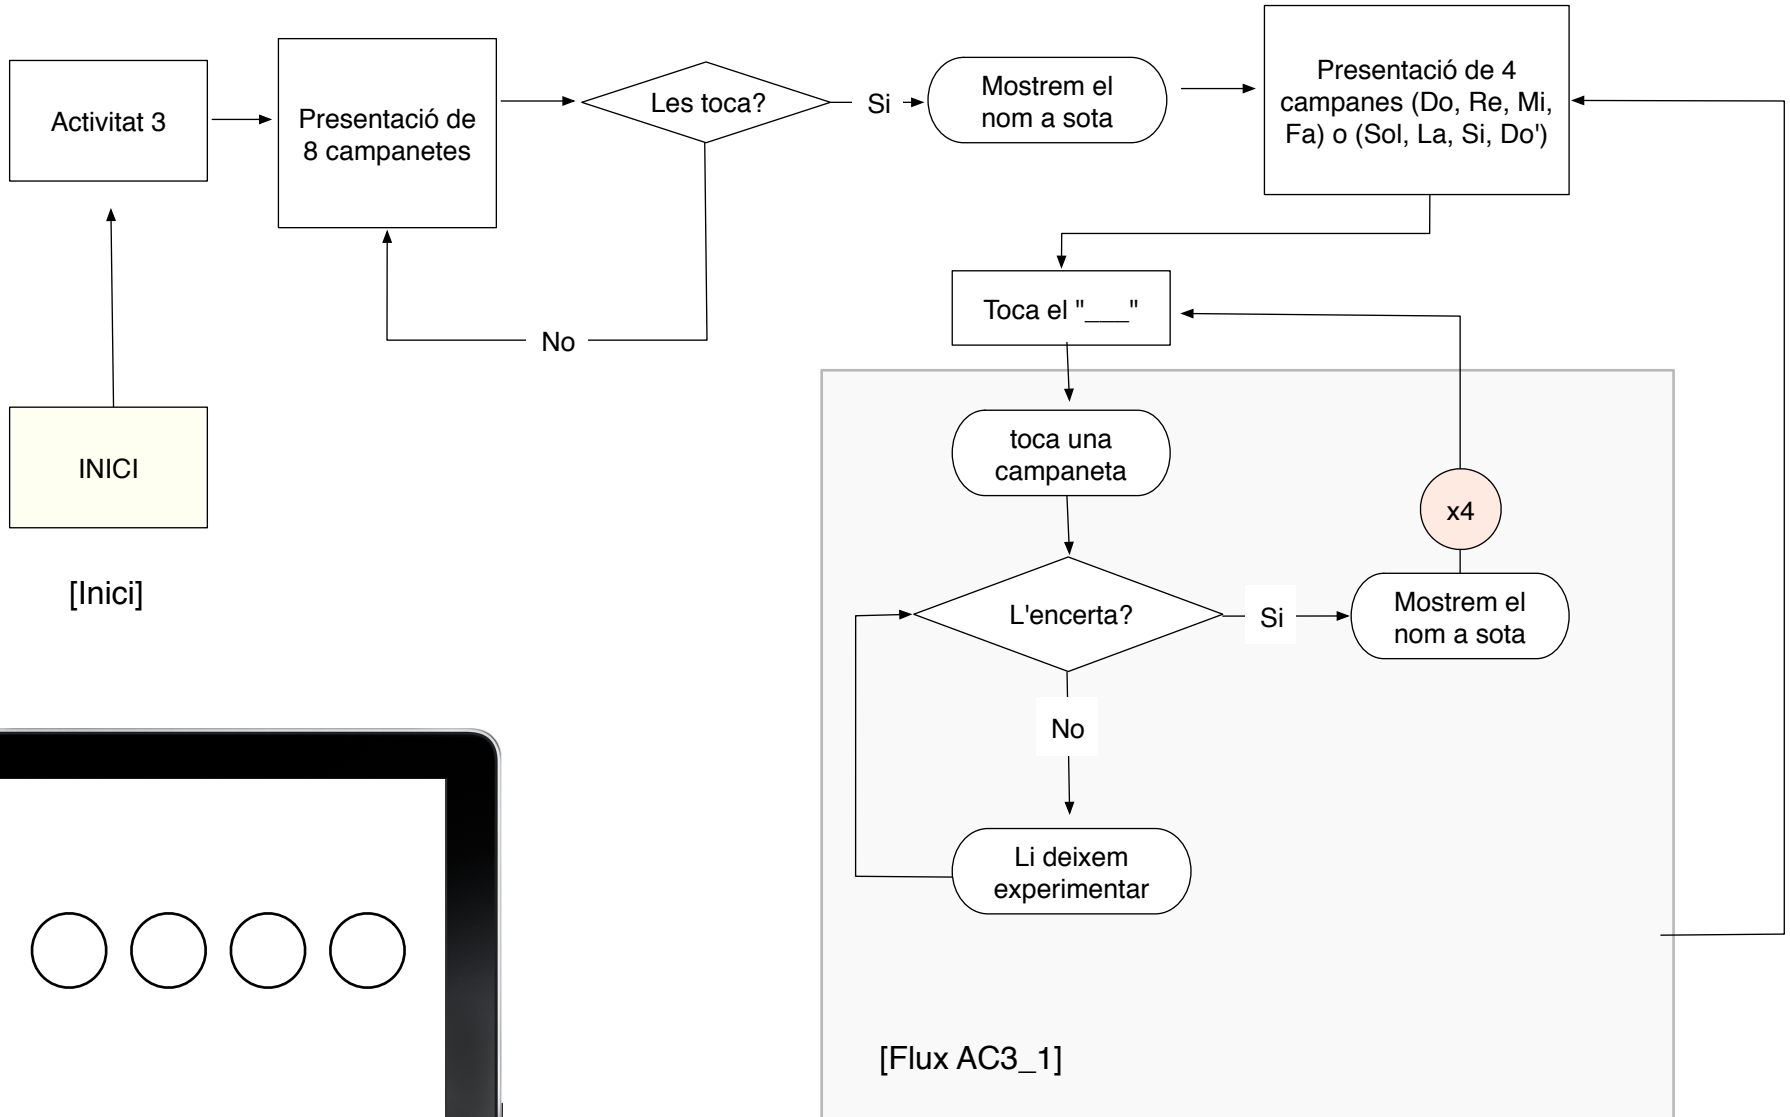 Activitat 3
Presentació de
8 campanetes
Les toca?
Si
Mostrem el
nom a sota
Presentació de 4
campanes (Do, Re, Mi,
Fa) o (Sol, La, Si, Do')
No
Toca el "___"
INICI
[Inici]
toca una
campaneta
x4
L'encerta?
Si
Mostrem el
nom a sota
No
Li deixem
experimentar
[Flux AC3_1]